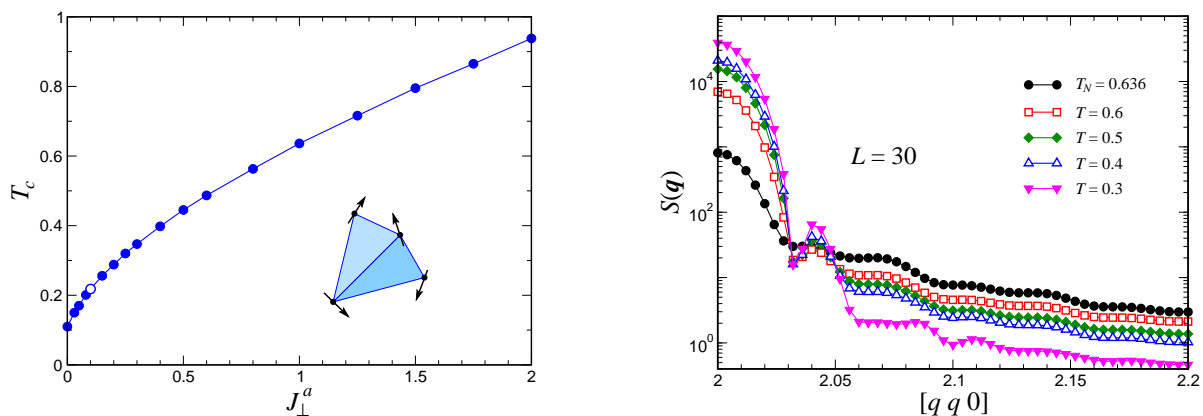 1
0.8
0.6
0.4
0.2
0
T_c
0 0.5 1 1.5 2
J_⊥^a
10^4
10^2
10^0
S(q)
T_N = 0.636
T = 0.6
T = 0.5
T = 0.4
T = 0.3
L = 30
2 2.05 2.1 2.15 2.2
[q q 0]